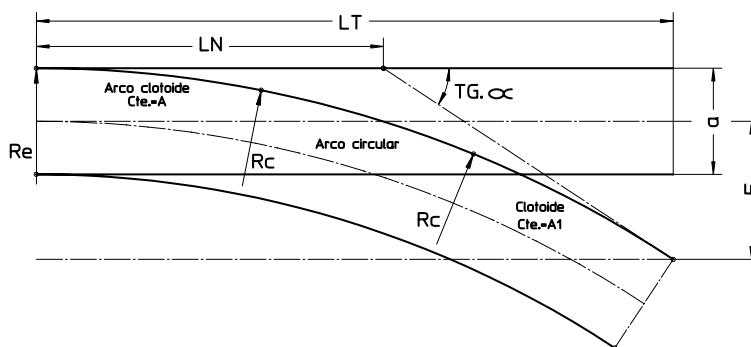 LT
LN
Arco clotoide
Cte.=A
TG.∝
a
Re
Rc
Arco circular
Rc
Clotoide
Cte.=A1